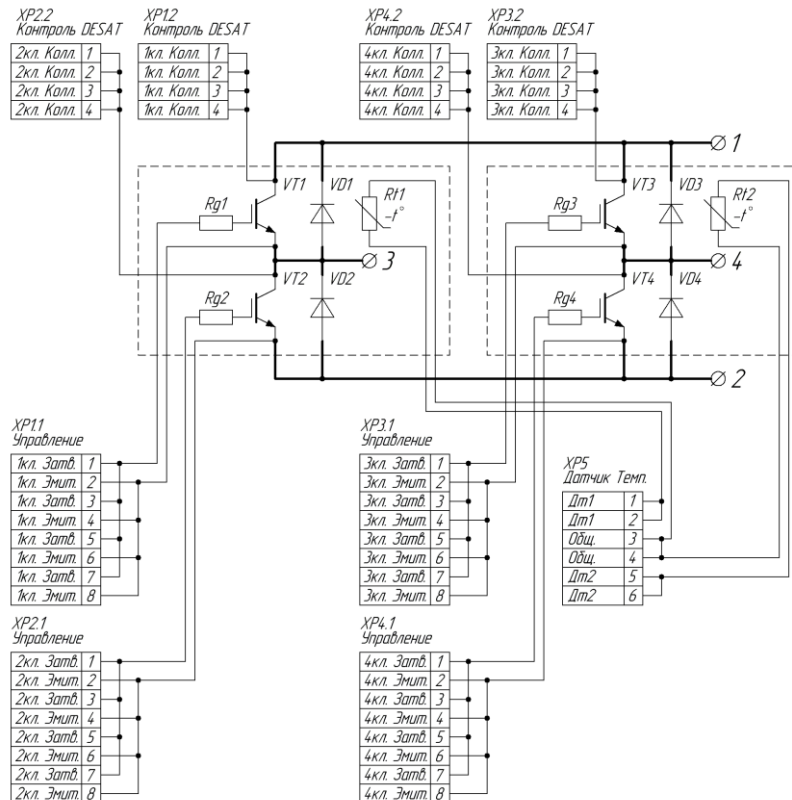 XP2.2
Контроль DESAT
2кл. Колл. 1
2кл. Колл. 2
2кл. Колл. 3
2кл. Колл. 4
XP1.2
Контроль DESAT
1кл. Колл. 1
1кл. Колл. 2
1кл. Колл. 3
1кл. Колл. 4
XP4.2
Контроль DESAT
4кл. Колл. 1
4кл. Колл. 2
4кл. Колл. 3
4кл. Колл. 4
XP3.2
Контроль DESAT
3кл. Колл. 1
3кл. Колл. 2
3кл. Колл. 3
3кл. Колл. 4
1
VT1
VD1
Rt1
-t°
Rg1
3
VT2
VD2
Rg2
VT3
VD3
Rt2
-t°
Rg3
4
VT4
VD4
Rg4
2
XP1.1
Управление
1кл. Затв. 1
1кл. Эмит. 2
1кл. Затв. 3
1кл. Эмит. 4
1кл. Затв. 5
1кл. Эмит. 6
1кл. Затв. 7
1кл. Эмит. 8
XP3.1
Управление
3кл. Затв. 1
3кл. Эмит. 2
3кл. Затв. 3
3кл. Эмит. 4
3кл. Затв. 5
3кл. Эмит. 6
3кл. Затв. 7
3кл. Эмит. 8
XP5
Датчик Темп.
Дт1 1
Дт1 2
Общ. 3
Общ. 4
Дт2 5
Дт2 6
XP2.1
Управление
2кл. Затв. 1
2кл. Эмит. 2
2кл. Затв. 3
2кл. Эмит. 4
2кл. Затв. 5
2кл. Эмит. 6
2кл. Затв. 7
2кл. Эмит. 8
XP4.1
Управление
4кл. Затв. 1
4кл. Эмит. 2
4кл. Затв. 3
4кл. Эмит. 4
4кл. Затв. 5
4кл. Эмит. 6
4кл. Затв. 7
4кл. Эмит. 8